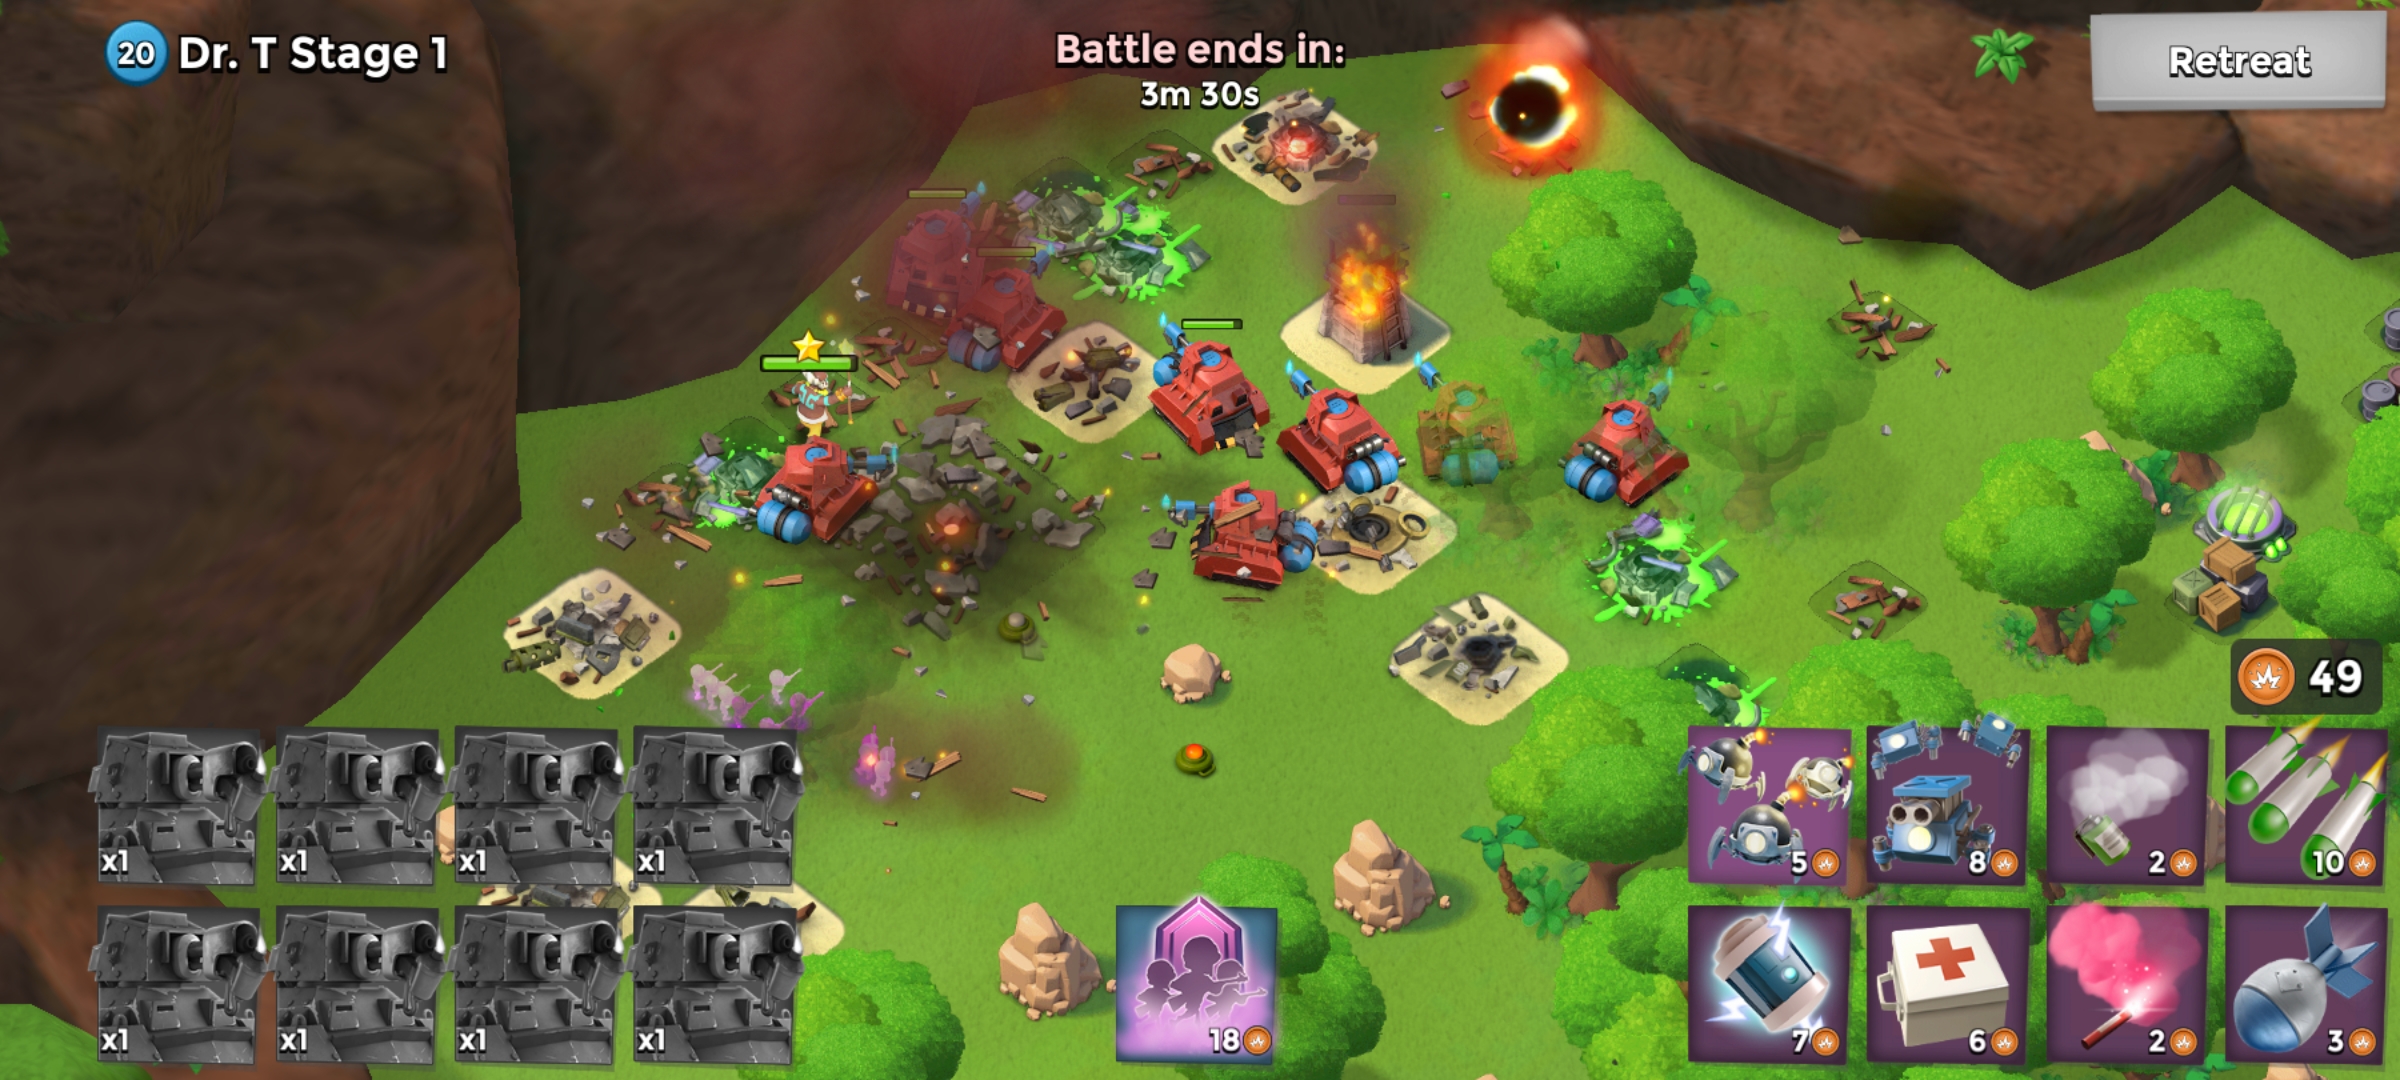 20 Dr. T Stage 1
Battle ends in:
3m 30s
Retreat
49
x1 x1 x1 x1
5 8 2 10
x1 x1 x1 x1
18
7 6 2 3